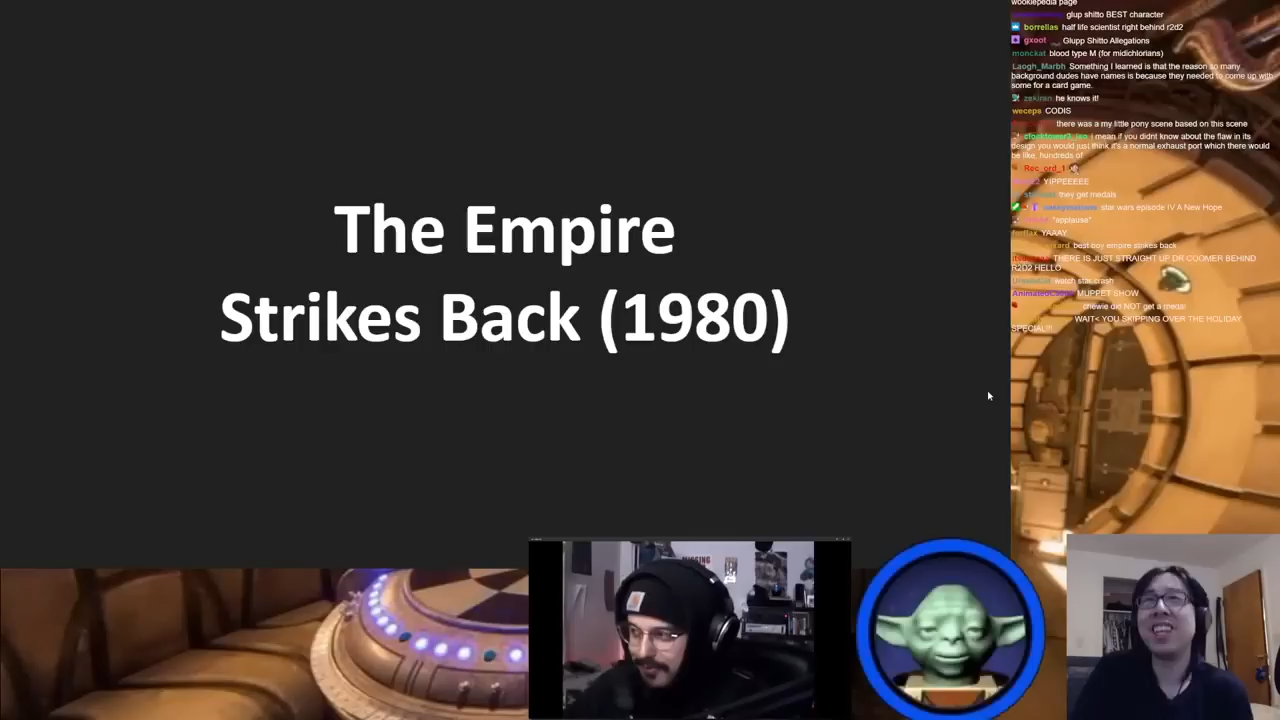 The Empire
Strikes Back (1980)
wookiepedia page
glup shitto BEST character
borrellas half life scientist right behind r2d2
gxoot Glupp Shitto Allegations
monckat blood type M (for midichlorians)
Laogh_Marbh Something I learned is that the reason so many
background dudes have names is because they needed to come up with
some for a card game.
zekiran he knows it!
weceps CODIS
there was a my little pony scene based on this scene
i mean if you didnt know about the flaw in its
design you would just think it's a normal exhaust port which there would
be like, hundreds of
YIPPEEEEE
they get medals
star wars episode IV A New Hope
*applause*
YAAAY
best boy empire strikes back
THERE IS JUST STRAIGHT UP DR COOMER BEHIND
R2D2 HELLO
watch star crash
MUPPET SHOW
chewie did NOT get a medal
WAIT< YOU SKIPPING OVER THE HOLIDAY
SPECIAL!!!